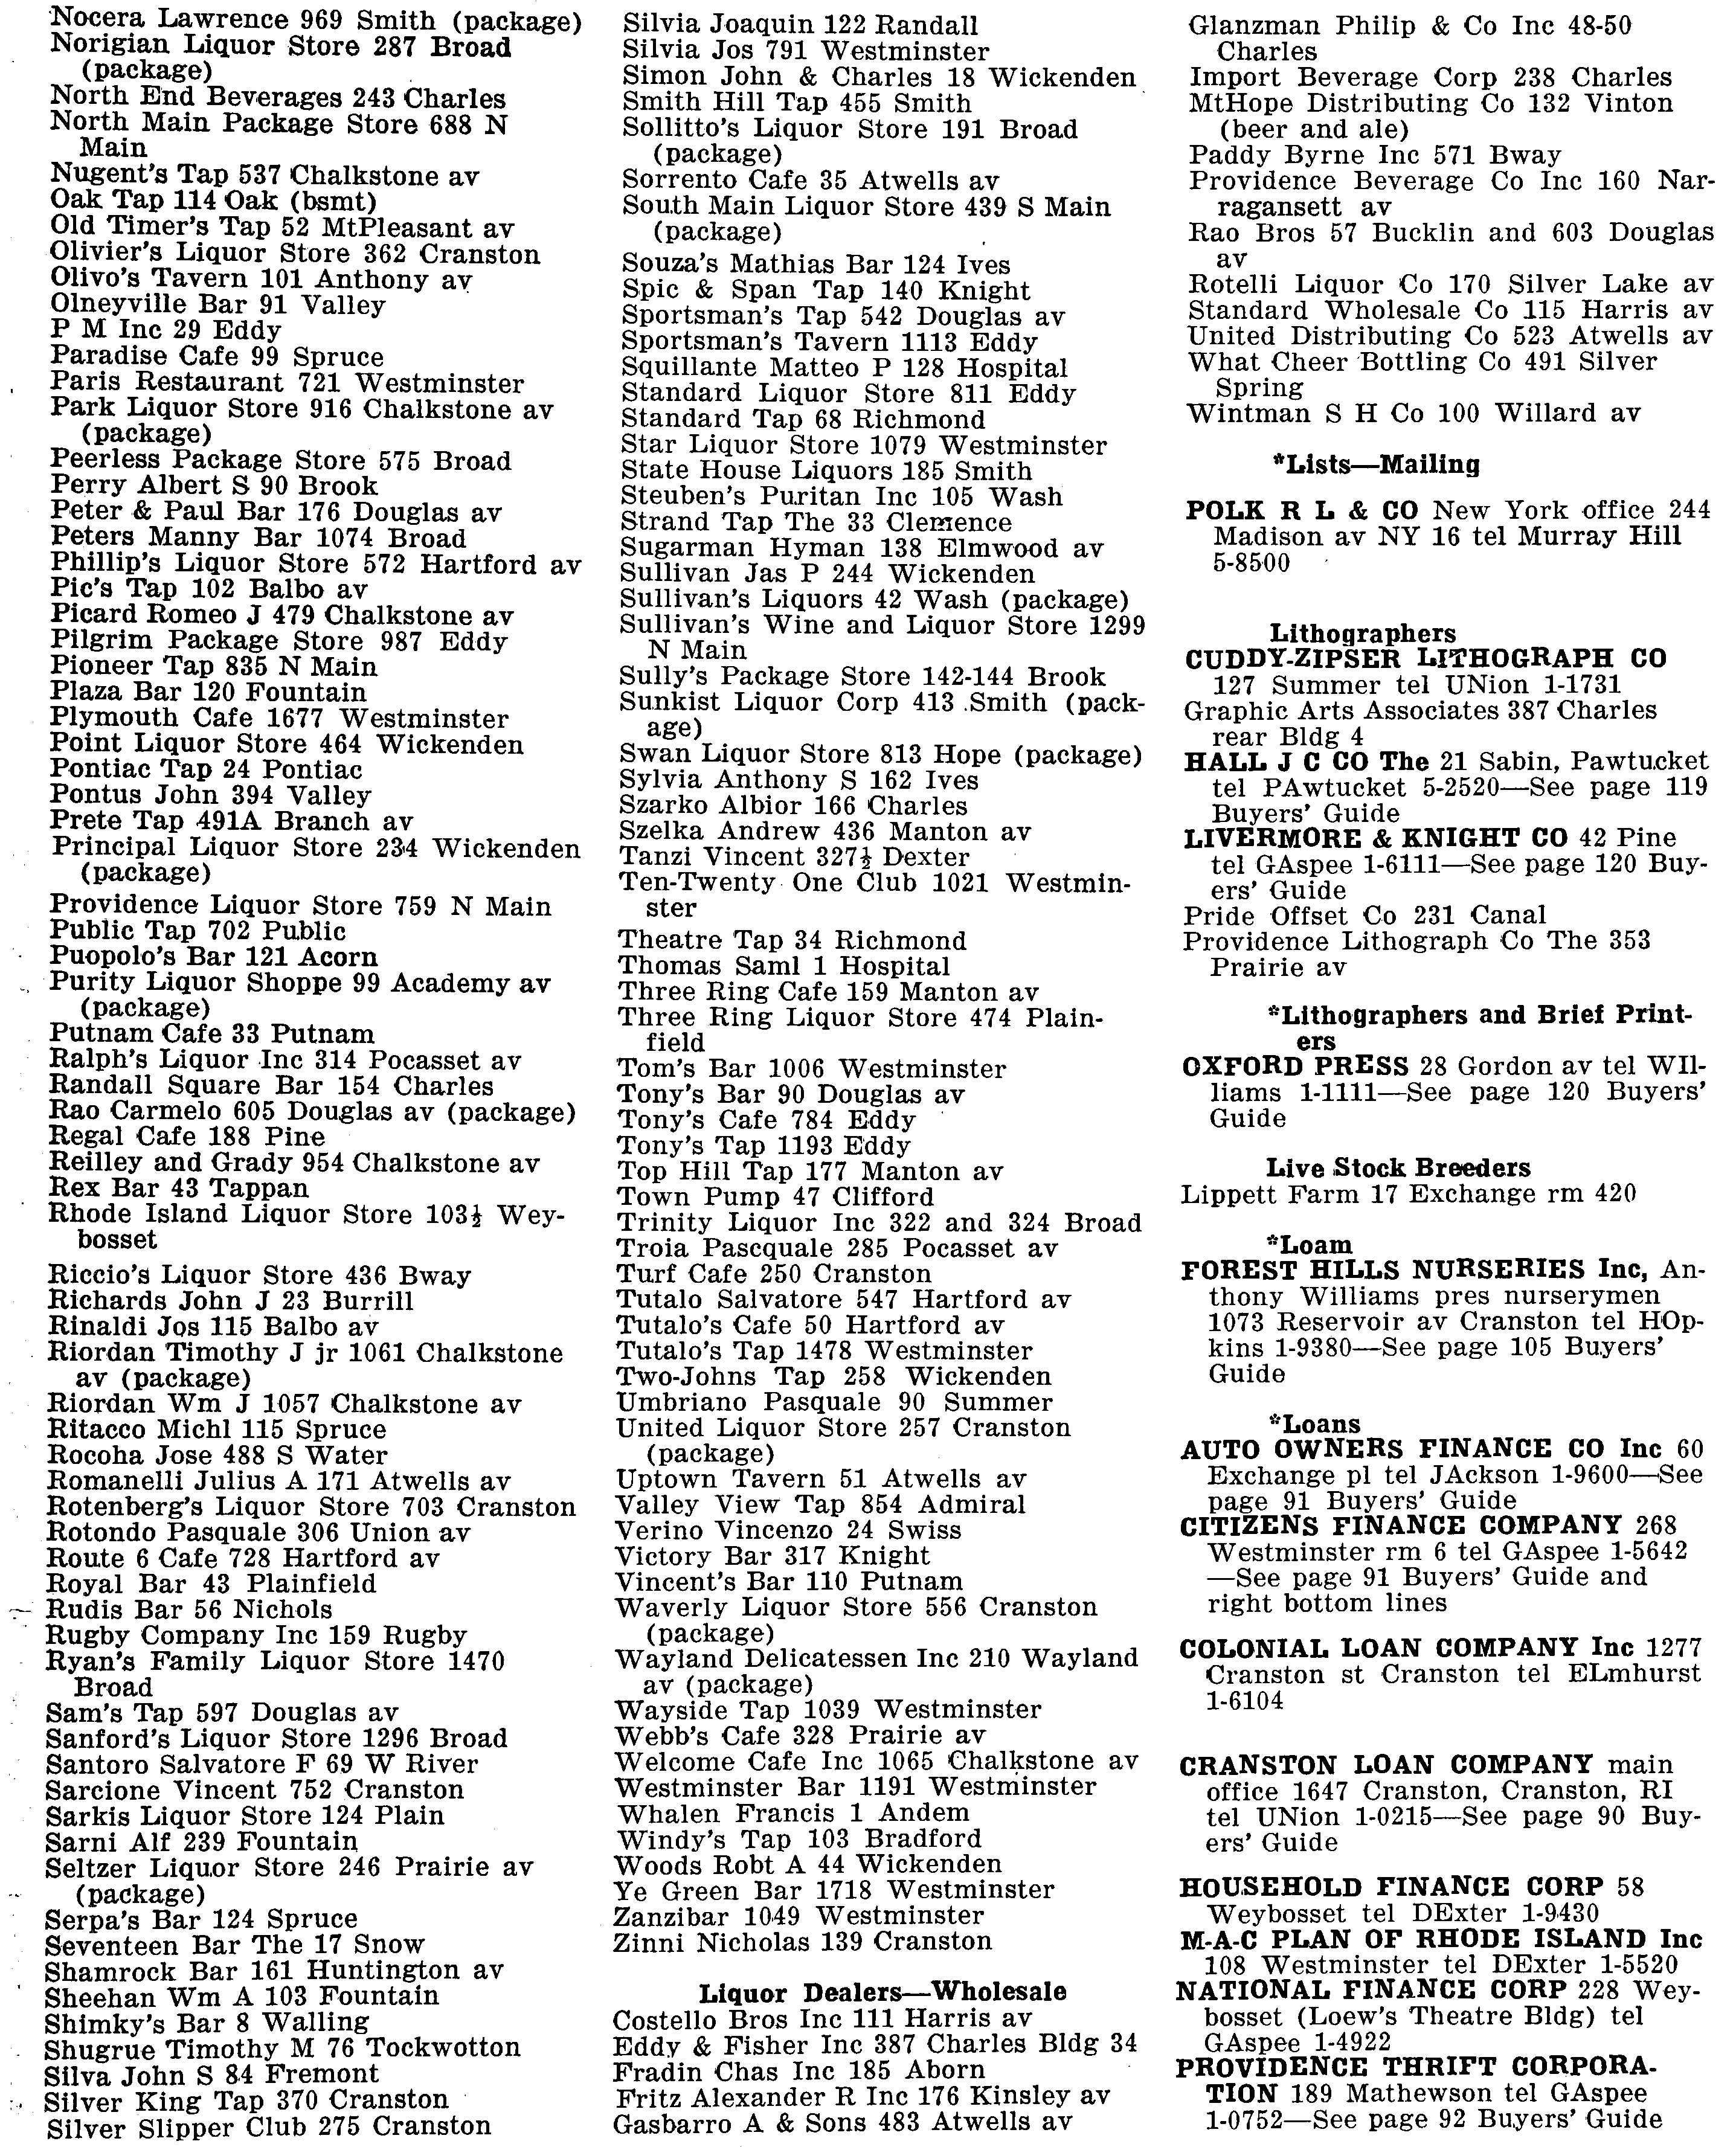 Nocera Lawrence 969 Smith (package)
Norigian Liquor Store 287 Broad
(package)
North End Beverages 243 Charles
North Main Package Store 688 N
Main
Nugent's Tap 537 Chalkstone av
Oak Tap 114 Oak (bsmt)
Old Timer's Tap 52 MtPleasant av
Olivier's Liquor Store 362 Cranston
Olivo's Tavern 101 Anthony av
Olneyville Bar 91 Valley
P M Inc 29 Eddy
Paradise Cafe 99 Spruce
Paris Restaurant 721 Westminster
Park Liquor Store 916 Chalkstone av
(package)
Peerless Package Store 575 Broad
Perry Albert S 90 Brook
Peter & Paul Bar 176 Douglas av
Peters Manny Bar 1074 Broad
Phillip's Liquor Store 572 Hartford av
Pic's Tap 102 Balbo av
Picard Romeo J 479 Chalkstone av
Pilgrim Package Store 987 Eddy
Pioneer Tap 835 N Main
Plaza Bar 120 Fountain
Plymouth Cafe 1677 Westminster
Point Liquor Store 464 Wickenden
Pontiac Tap 24 Pontiac
Pontus John 394 Valley
Prete Tap 491A Branch av
Principal Liquor Store 234 Wickenden
(package)
Providence Liquor Store 759 N Main
Public Tap 702 Public
Puopolo's Bar 121 Acorn
Purity Liquor Shoppe 99 Academy av
(package)
Putnam Cafe 33 Putnam
Ralph's Liquor Inc 314 Pocasset av
Randall Square Bar 154 Charles
Rao Carmelo 605 Douglas av (package)
Regal Cafe 188 Pine
Reilley and Grady 954 Chalkstone av
Rex Bar 43 Tappan
Rhode Island Liquor Store 103½ Wey-
bosset
Riccio's Liquor Store 436 Bway
Richards John J 23 Burrill
Rinaldi Jos 115 Balbo av
Riordan Timothy J jr 1061 Chalkstone
av (package)
Riordan Wm J 1057 Chalkstone av
Ritacco Michl 115 Spruce
Rocoha Jose 488 S Water
Romanelli Julius A 171 Atwells av
Rotenberg's Liquor Store 703 Cranston
Rotondo Pasquale 306 Union av
Route 6 Cafe 728 Hartford av
Royal Bar 43 Plainfield
Rudis Bar 56 Nichols
Rugby Company Inc 159 Rugby
Ryan's Family Liquor Store 1470
Broad
Sam's Tap 597 Douglas av
Sanford's Liquor Store 1296 Broad
Santoro Salvatore F 69 W River
Sarcione Vincent 752 Cranston
Sarkis Liquor Store 124 Plain
Sarni Alf 239 Fountain
Seltzer Liquor Store 246 Prairie av
(package)
Serpa's Bar 124 Spruce
Seventeen Bar The 17 Snow
Shamrock Bar 161 Huntington av
Sheehan Wm A 103 Fountain
Shimky's Bar 8 Walling
Shugrue Timothy M 76 Tockwotton
Silva John S 84 Fremont
Silver King Tap 370 Cranston
Silver Slipper Club 275 Cranston
Silvia Joaquin 122 Randall
Silvia Jos 791 Westminster
Simon John & Charles 18 Wickenden
Smith Hill Tap 455 Smith
Sollitto's Liquor Store 191 Broad
(package)
Sorrento Cafe 35 Atwells av
South Main Liquor Store 439 S Main
(package)
Souza's Mathias Bar 124 Ives
Spic & Span Tap 140 Knight
Sportsman's Tap 542 Douglas av
Sportsman's Tavern 1113 Eddy
Squillante Matteo P 128 Hospital
Standard Liquor Store 811 Eddy
Standard Tap 68 Richmond
Star Liquor Store 1079 Westminster
State House Liquors 185 Smith
Steuben's Puritan Inc 105 Wash
Strand Tap The 33 Clemence
Sugarman Hyman 138 Elmwood av
Sullivan Jas P 244 Wickenden
Sullivan's Liquors 42 Wash (package)
Sullivan's Wine and Liquor Store 1299
N Main
Sully's Package Store 142-144 Brook
Sunkist Liquor Corp 413 Smith (pack-
age)
Swan Liquor Store 813 Hope (package)
Sylvia Anthony S 162 Ives
Szarko Albior 166 Charles
Szelka Andrew 436 Manton av
Tanzi Vincent 327½ Dexter
Ten-Twenty One Club 1021 Westmin-
ster
Theatre Tap 34 Richmond
Thomas Saml 1 Hospital
Three Ring Cafe 159 Manton av
Three Ring Liquor Store 474 Plain-
field
Tom's Bar 1006 Westminster
Tony's Bar 90 Douglas av
Tony's Cafe 784 Eddy
Tony's Tap 1193 Eddy
Top Hill Tap 177 Manton av
Town Pump 47 Clifford
Trinity Liquor Inc 322 and 324 Broad
Troia Pascquale 285 Pocasset av
Turf Cafe 250 Cranston
Tutalo Salvatore 547 Hartford av
Tutalo's Cafe 50 Hartford av
Tutalo's Tap 1478 Westminster
Two-Johns Tap 258 Wickenden
Umbriano Pasquale 90 Summer
United Liquor Store 257 Cranston
(package)
Uptown Tavern 51 Atwells av
Valley View Tap 854 Admiral
Verino Vincenzo 24 Swiss
Victory Bar 317 Knight
Vincent's Bar 110 Putnam
Waverly Liquor Store 556 Cranston
(package)
Wayland Delicatessen Inc 210 Wayland
av (package)
Wayside Tap 1039 Westminster
Webb's Cafe 328 Prairie av
Welcome Cafe Inc 1065 Chalkstone av
Westminster Bar 1191 Westminster
Whalen Francis 1 Andem
Windy's Tap 103 Bradford
Woods Robt A 44 Wickenden
Ye Green Bar 1718 Westminster
Zanzibar 1049 Westminster
Zinni Nicholas 139 Cranston
Liquor Dealers—Wholesale
Costello Bros Inc 111 Harris av
Eddy & Fisher Inc 387 Charles Bldg 34
Fradin Chas Inc 185 Aborn
Fritz Alexander R Inc 176 Kinsley av
Gasbarro A & Sons 483 Atwells av
Glanzman Philip & Co Inc 48-50
Charles
Import Beverage Corp 238 Charles
MtHope Distributing Co 132 Vinton
(beer and ale)
Paddy Byrne Inc 571 Bway
Providence Beverage Co Inc 160 Nar-
ragansett av
Rao Bros 57 Bucklin and 603 Douglas
av
Rotelli Liquor Co 170 Silver Lake av
Standard Wholesale Co 115 Harris av
United Distributing Co 523 Atwells av
What Cheer Bottling Co 491 Silver
Spring
Wintman S H Co 100 Willard av
*Lists—Mailing
POLK R L & CO New York office 244
Madison av NY 16 tel Murray Hill
5-8500
Lithographers
CUDDY-ZIPSER LITHOGRAPH CO
127 Summer tel UNion 1-1731
Graphic Arts Associates 387 Charles
rear Bldg 4
HALL J C CO The 21 Sabin, Pawtucket
tel PAwtucket 5-2520—See page 119
Buyers' Guide
LIVERMORE & KNIGHT CO 42 Pine
tel GAspee 1-6111—See page 120 Buy-
ers' Guide
Pride Offset Co 231 Canal
Providence Lithograph Co The 353
Prairie av
*Lithographers and Brief Print-
ers
OXFORD PRESS 28 Gordon av tel WIl-
liams 1-1111—See page 120 Buyers'
Guide
Live Stock Breeders
Lippett Farm 17 Exchange rm 420
*Loam
FOREST HILLS NURSERIES Inc, An-
thony Williams pres nurserymen
1073 Reservoir av Cranston tel HOp-
kins 1-9380—See page 105 Buyers'
Guide
*Loans
AUTO OWNERS FINANCE CO Inc 60
Exchange pl tel JAckson 1-9600—See
page 91 Buyers' Guide
CITIZENS FINANCE COMPANY 268
Westminster rm 6 tel GAspee 1-5642
—See page 91 Buyers' Guide and
right bottom lines
COLONIAL LOAN COMPANY Inc 1277
Cranston st Cranston tel ELmhurst
1-6104
CRANSTON LOAN COMPANY main
office 1647 Cranston, Cranston, RI
tel UNion 1-0215—See page 90 Buy-
ers' Guide
HOUSEHOLD FINANCE CORP 58
Weybosset tel DExter 1-9430
M-A-C PLAN OF RHODE ISLAND Inc
108 Westminster tel DExter 1-5520
NATIONAL FINANCE CORP 228 Wey-
bosset (Loew's Theatre Bldg) tel
GAspee 1-4922
PROVIDENCE THRIFT CORPORA-
TION 189 Mathewson tel GAspee
1-0752—See page 92 Buyers' Guide